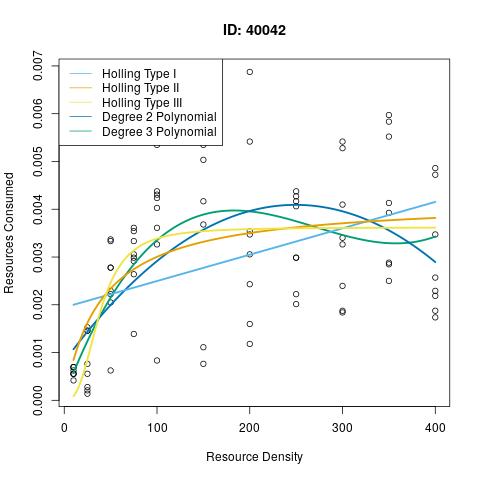 ID: 40042
Holling Type I
Holling Type II
Holling Type III
Degree 2 Polynomial
Degree 3 Polynomial
Resources Consumed
0.007
0.006
0.005
0.004
0.003
0.002
0.001
0.000
0 100 200 300 400
Resource Density